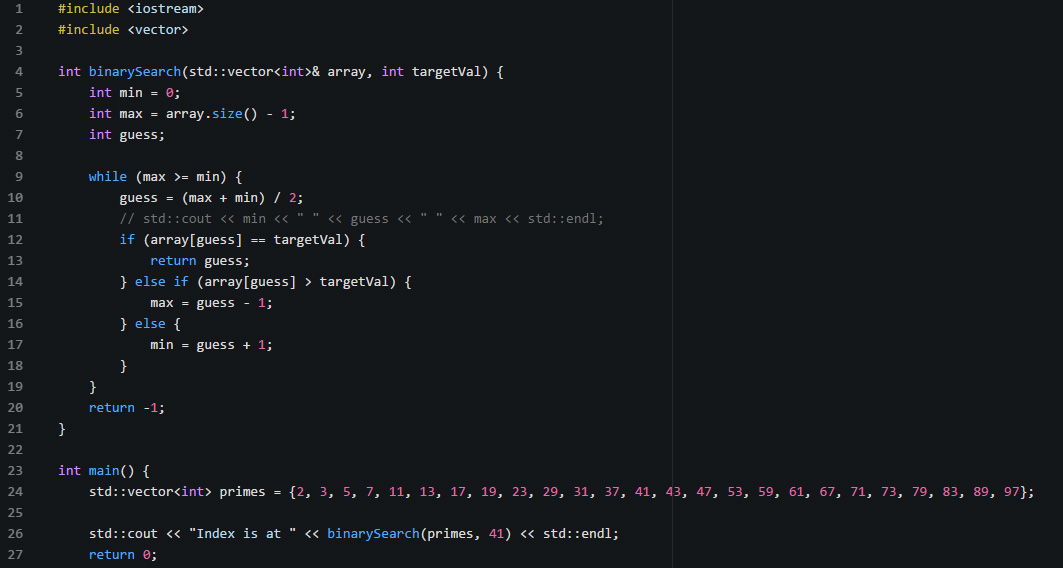 1 #include <iostream>
2 #include <vector>
3
4 int binarySearch(std::vector<int>& array, int targetVal) {
5     int min = 0;
6     int max = array.size() - 1;
7     int guess;
8
9     while (max >= min) {
10         guess = (max + min) / 2;
11         // std::cout << min << " " << guess << " " << max << std::endl;
12         if (array[guess] == targetVal) {
13             return guess;
14         } else if (array[guess] > targetVal) {
15             max = guess - 1;
16         } else {
17             min = guess + 1;
18         }
19     }
20     return -1;
21 }
22
23 int main() {
24     std::vector<int> primes = {2, 3, 5, 7, 11, 13, 17, 19, 23, 29, 31, 37, 41, 43, 47, 53, 59, 61, 67, 71, 73, 79, 83, 89, 97};
25
26     std::cout << "Index is at " << binarySearch(primes, 41) << std::endl;
27     return 0;